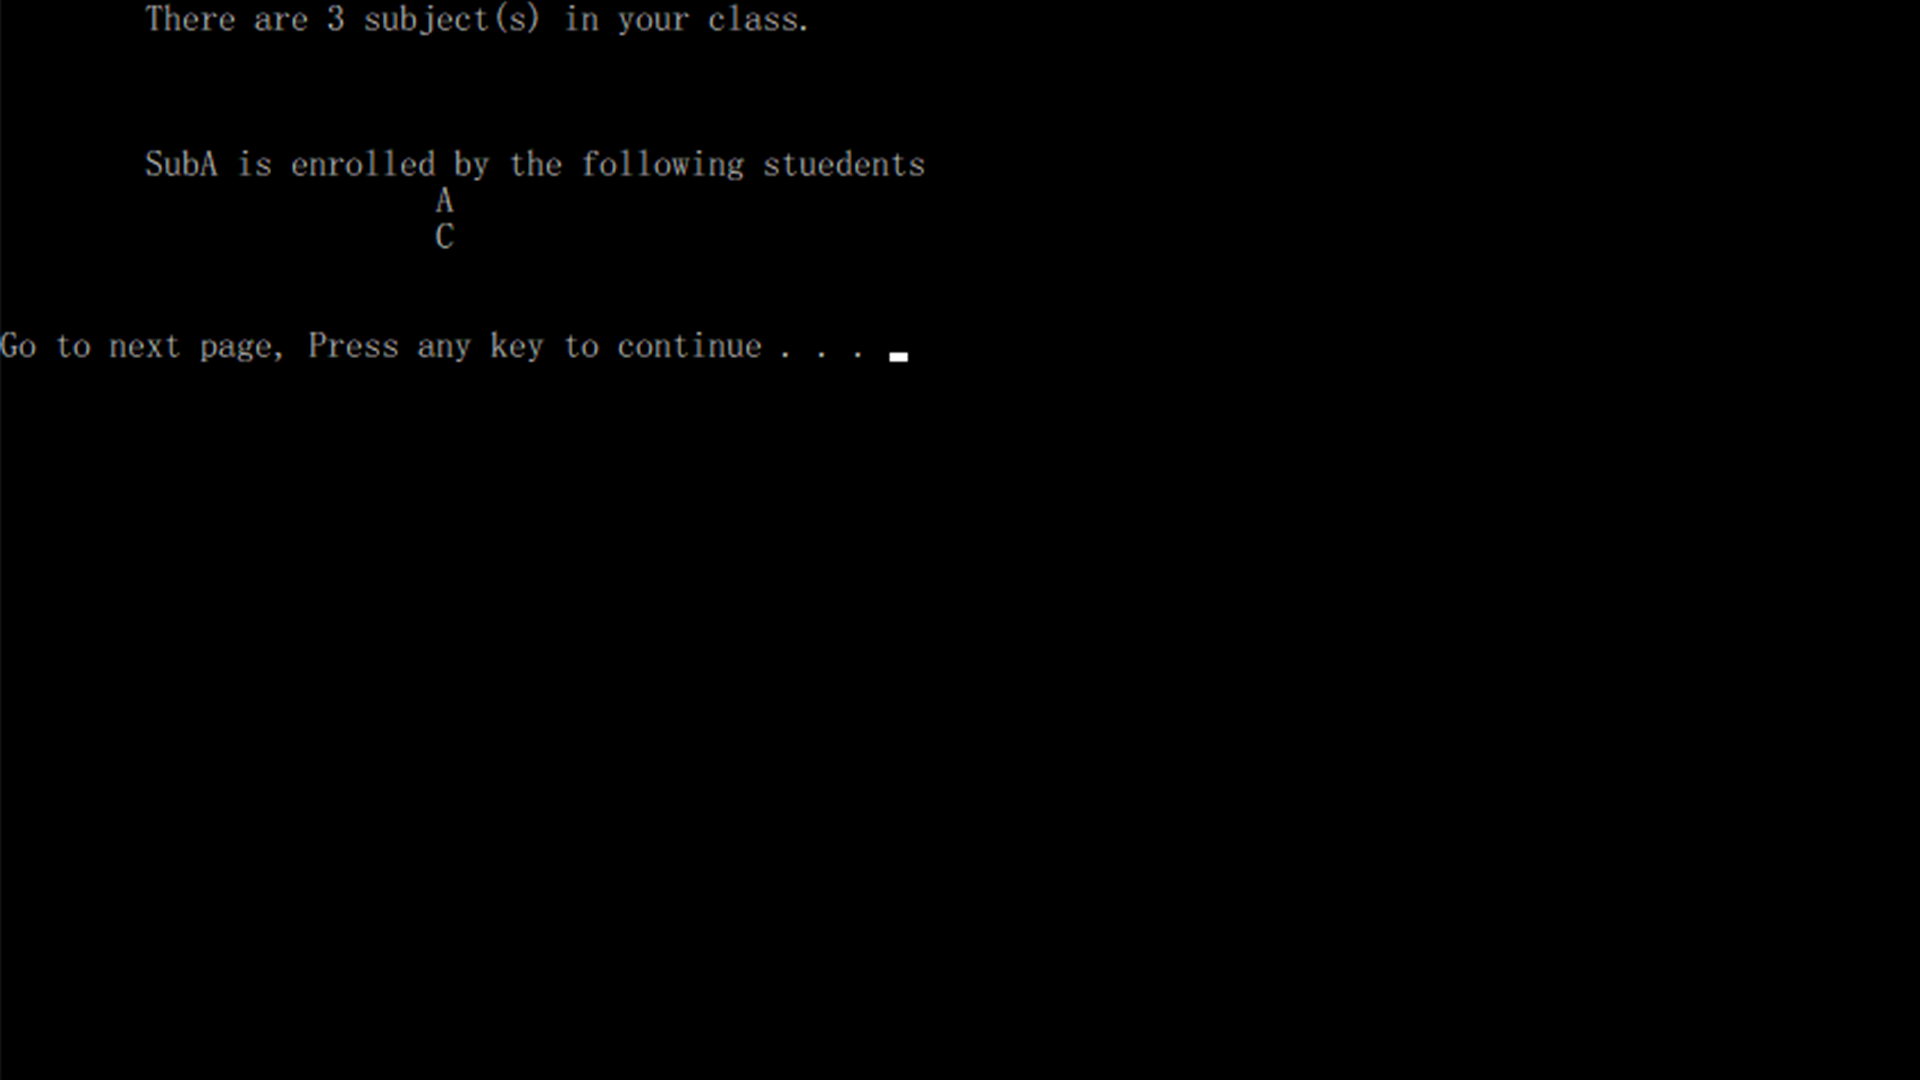 There are 3 subject(s) in your class.
SubA is enrolled by the following stuedents
A
C
Go to next page, Press any key to continue . . .